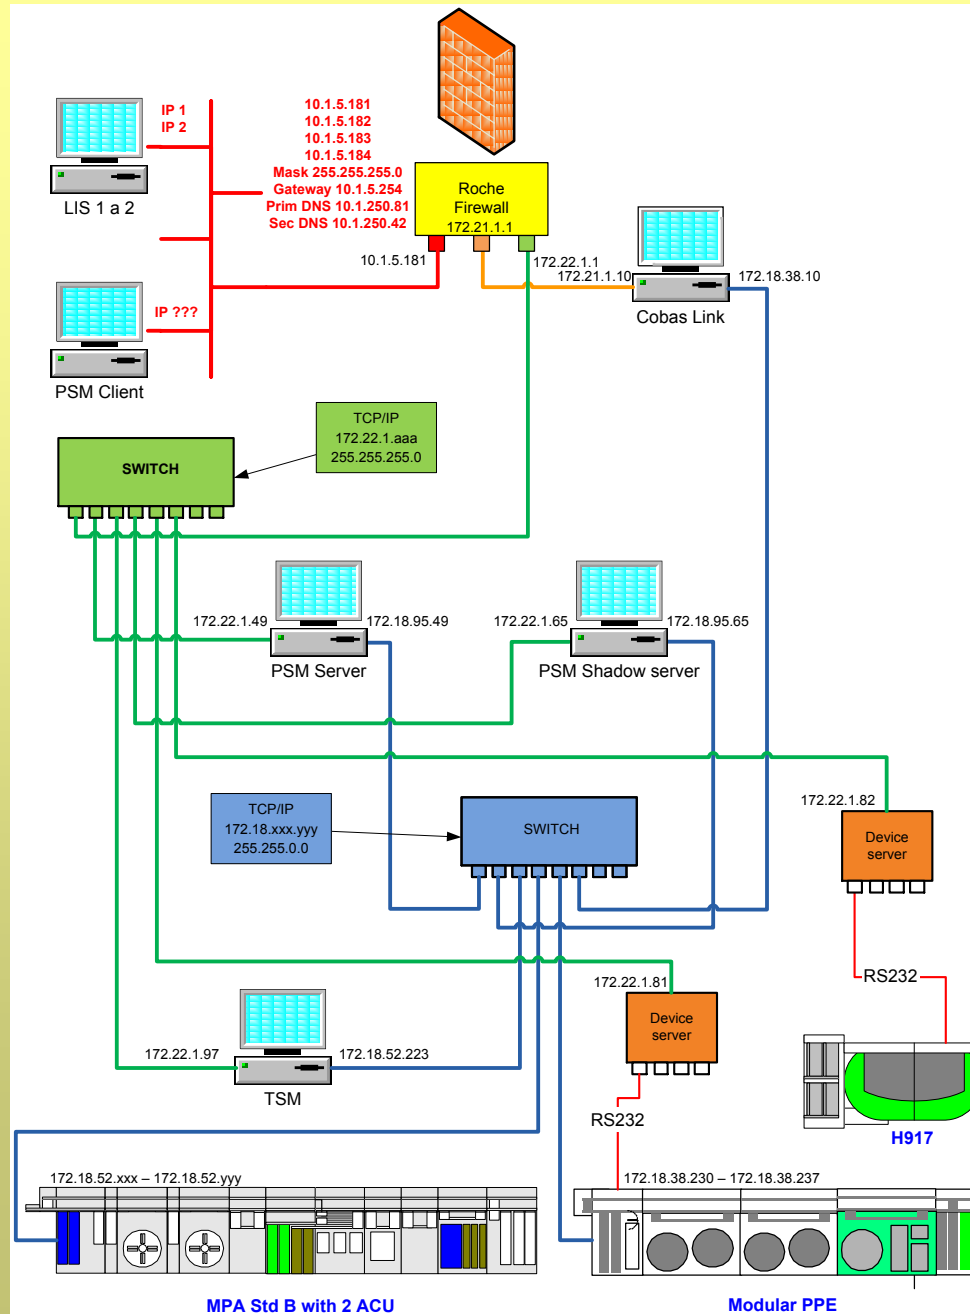 IP 1
IP 2
LIS 1 a 2
10.1.5.181
10.1.5.182
10.1.5.183
10.1.5.184
Mask 255.255.255.0
Gateway 10.1.5.254
Prim DNS 10.1.250.81
Sec DNS 10.1.250.42
Roche
Firewall
172.21.1.1
10.1.5.181
172.22.1.1
172.21.1.10
172.18.38.10
Cobas Link
IP ???
PSM Client
TCP/IP
172.22.1.aaa
255.255.255.0
SWITCH
172.22.1.49
172.18.95.49
PSM Server
172.22.1.65
172.18.95.65
PSM Shadow server
TCP/IP
172.18.xxx.yyy
255.255.0.0
SWITCH
172.22.1.82
Device
server
RS232
172.22.1.81
Device
server
172.22.1.97
172.18.52.223
TSM
RS232
H917
172.18.52.xxx – 172.18.52.yyy
172.18.38.230 – 172.18.38.237
MPA Std B with 2 ACU
Modular PPE